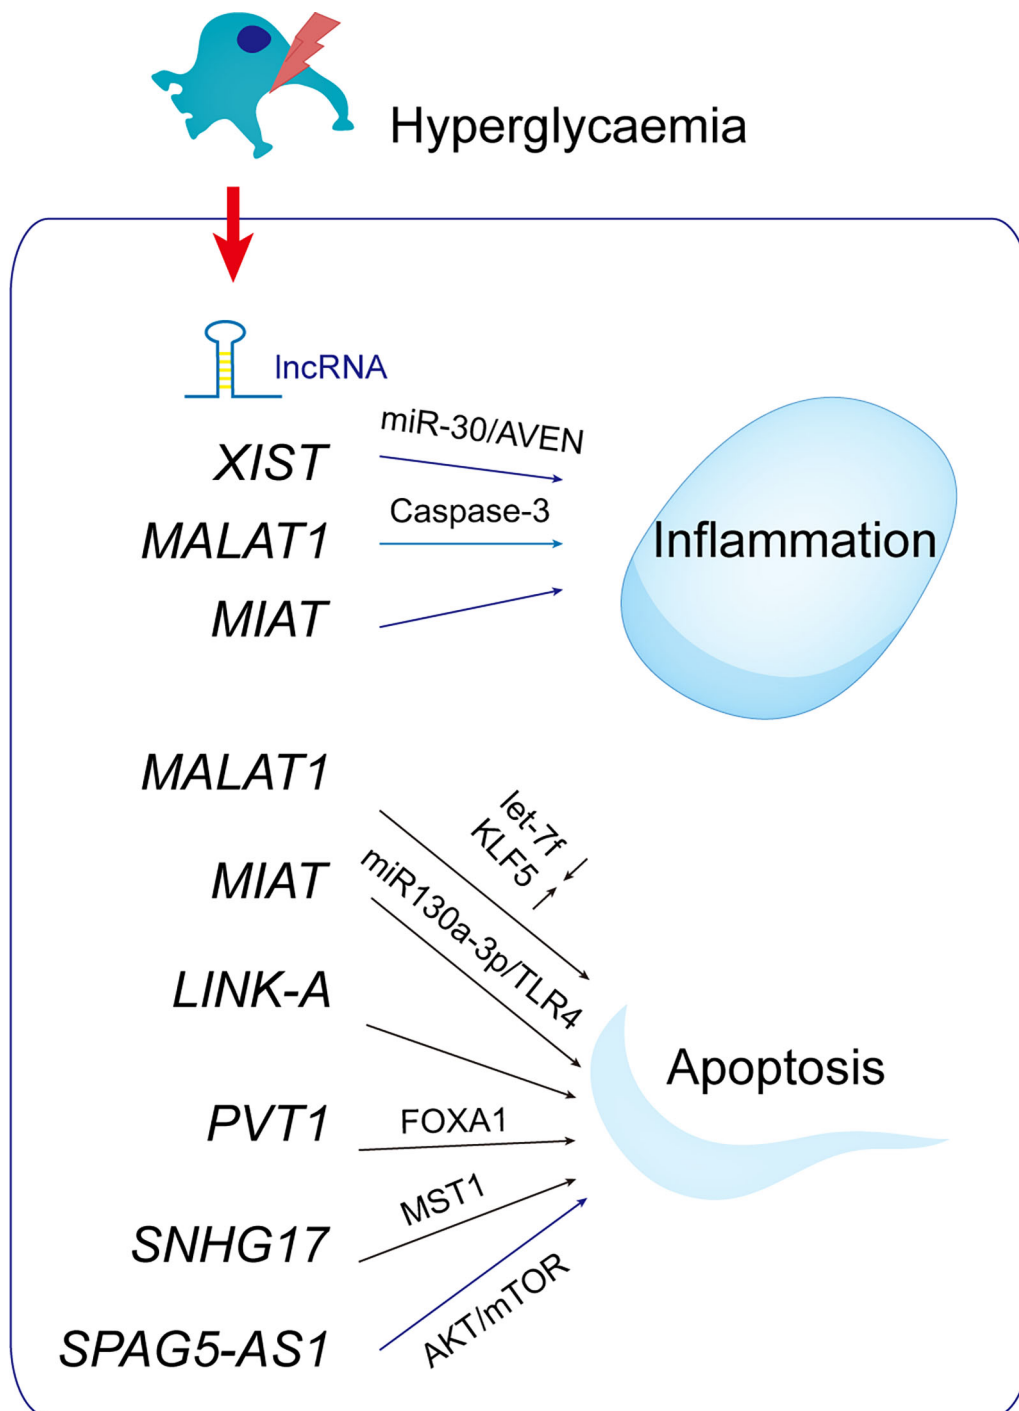 Hyperglycaemia
lncRNA
XIST
miR-30/AVEN
MALAT1
Caspase-3
Inflammation
MIAT
MALAT1
let-7f
KLF5
MIAT
miR130a-3p/TLR4
LINK-A
Apoptosis
PVT1
FOXA1
SNHG17
MST1
SPAG5-AS1
AKT/mTOR